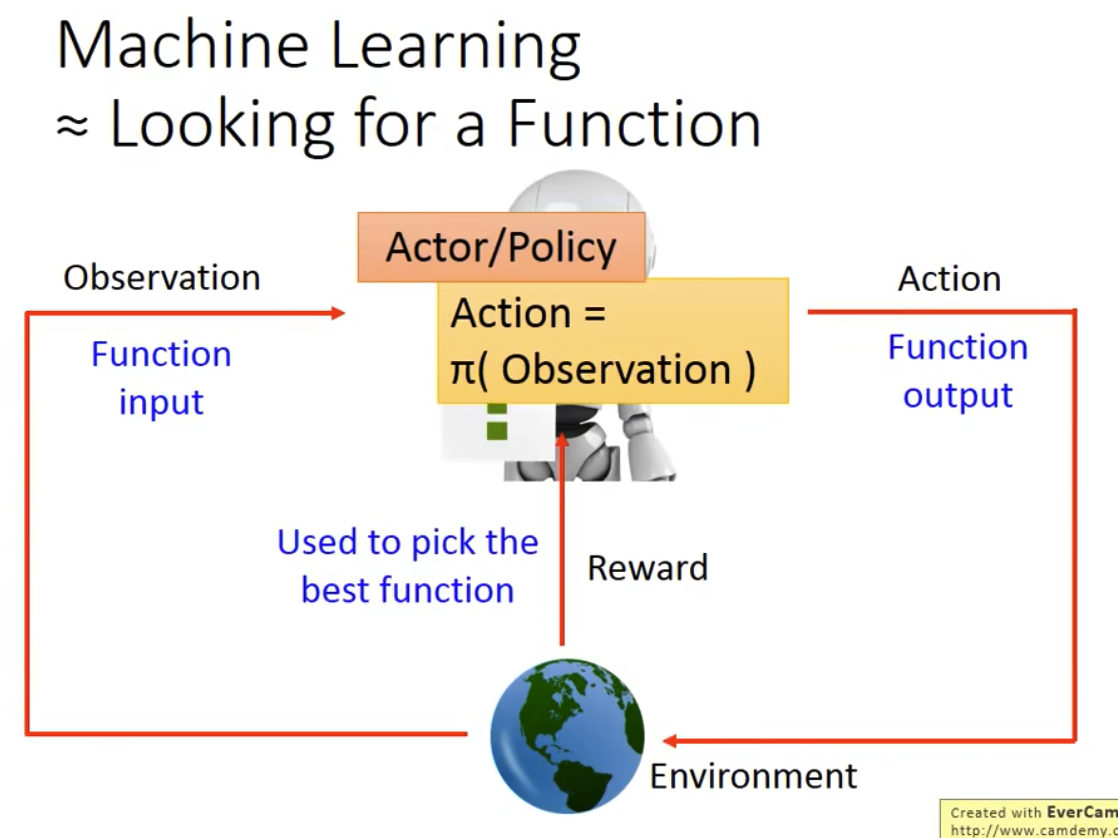 Machine Learning
≈ Looking for a Function
Actor/Policy
Observation
Action
Action =
π( Observation )
Function
input
Function
output
Used to pick the
best function
Reward
Environment
Created with EverCam
http://www.camdemy.c